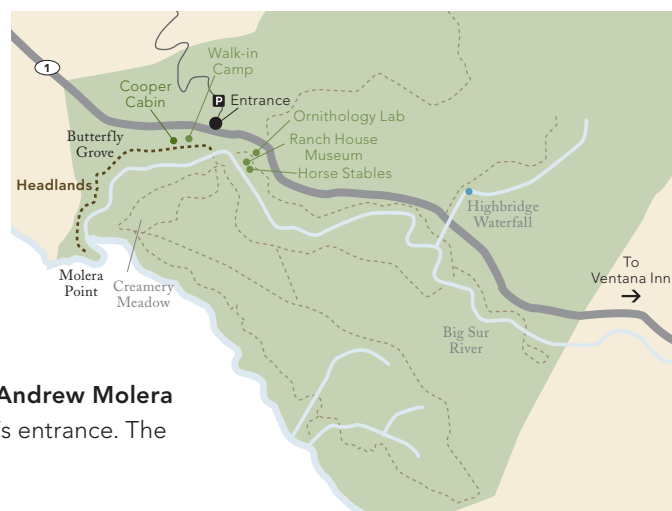 1
Walk-in
Camp
Cooper
Cabin
P
Entrance
Ornithology Lab
Ranch House
Museum
Horse Stables
Butterfly
Grove
Headlands
Highbridge
Waterfall
Molera
Point
Creamery
Meadow
To
Ventana Inn
Big Sur
River
Andrew Molera
's entrance. The